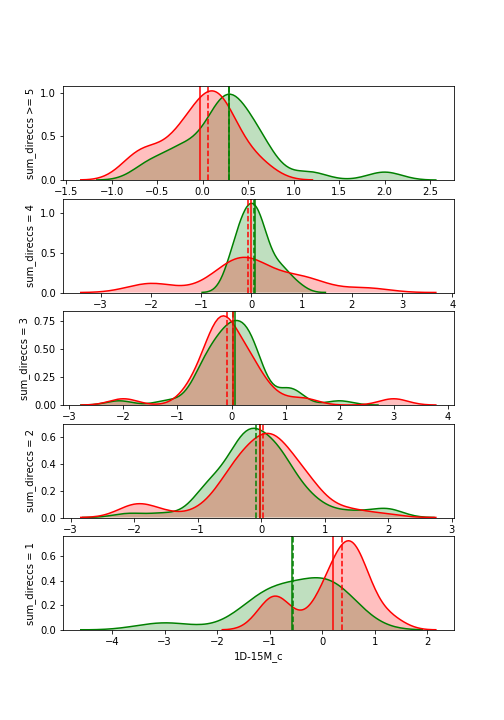 sum_direccs >= 5
1.0
0.5
0.0
−1.5 −1.0 −0.5 0.0 0.5 1.0 1.5 2.0 2.5
sum_direccs = 4
1.0
0.5
0.0
−3 −2 −1 0 1 2 3 4
sum_direccs = 3
0.75
0.50
0.25
0.00
−3 −2 −1 0 1 2 3 4
sum_direccs = 2
0.6
0.4
0.2
0.0
−3 −2 −1 0 1 2 3
sum_direccs = 1
0.6
0.4
0.2
0.0
−4 −3 −2 −1 0 1 2
1D-15M_c